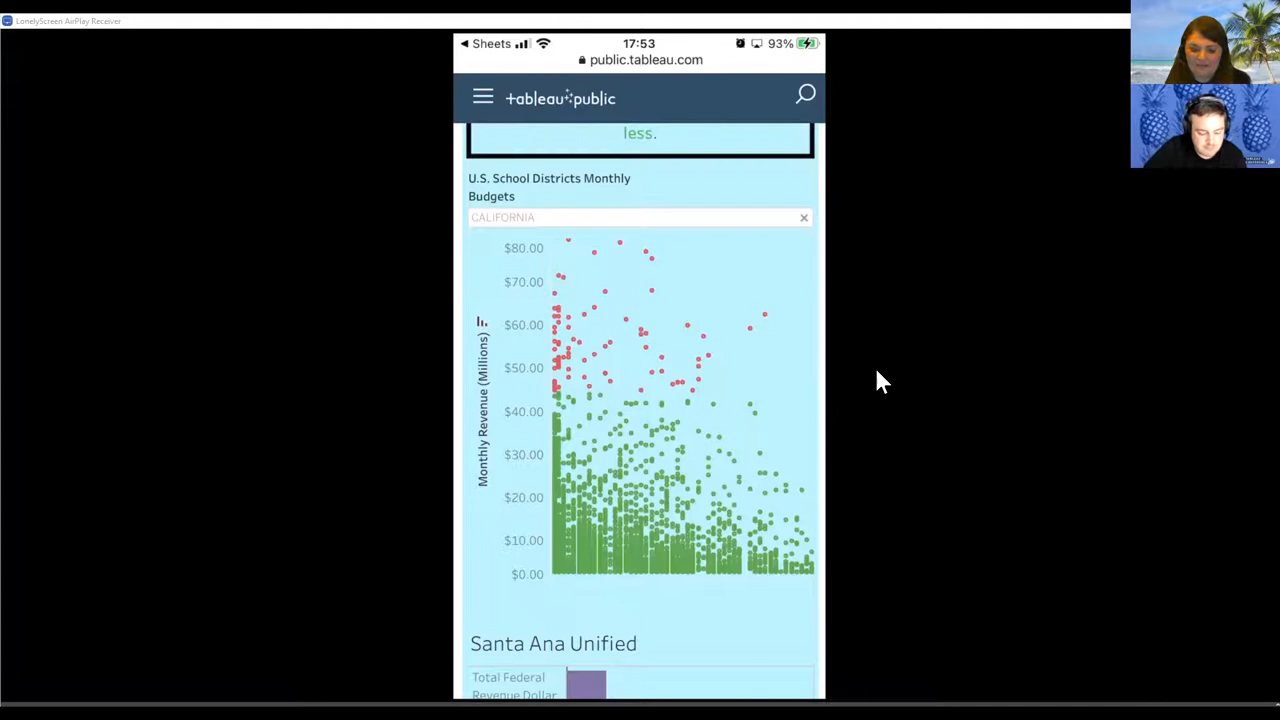 LonelyScreen AirPlay Receiver
Sheets
17:53
93%
public.tableau.com
tableau public
less.
U.S. School Districts Monthly
Budgets
CALIFORNIA
Monthly Revenue (Millions)
$80.00
$70.00
$60.00
$50.00
$40.00
$30.00
$20.00
$10.00
$0.00
Santa Ana Unified
Total Federal
Revenue Dollar